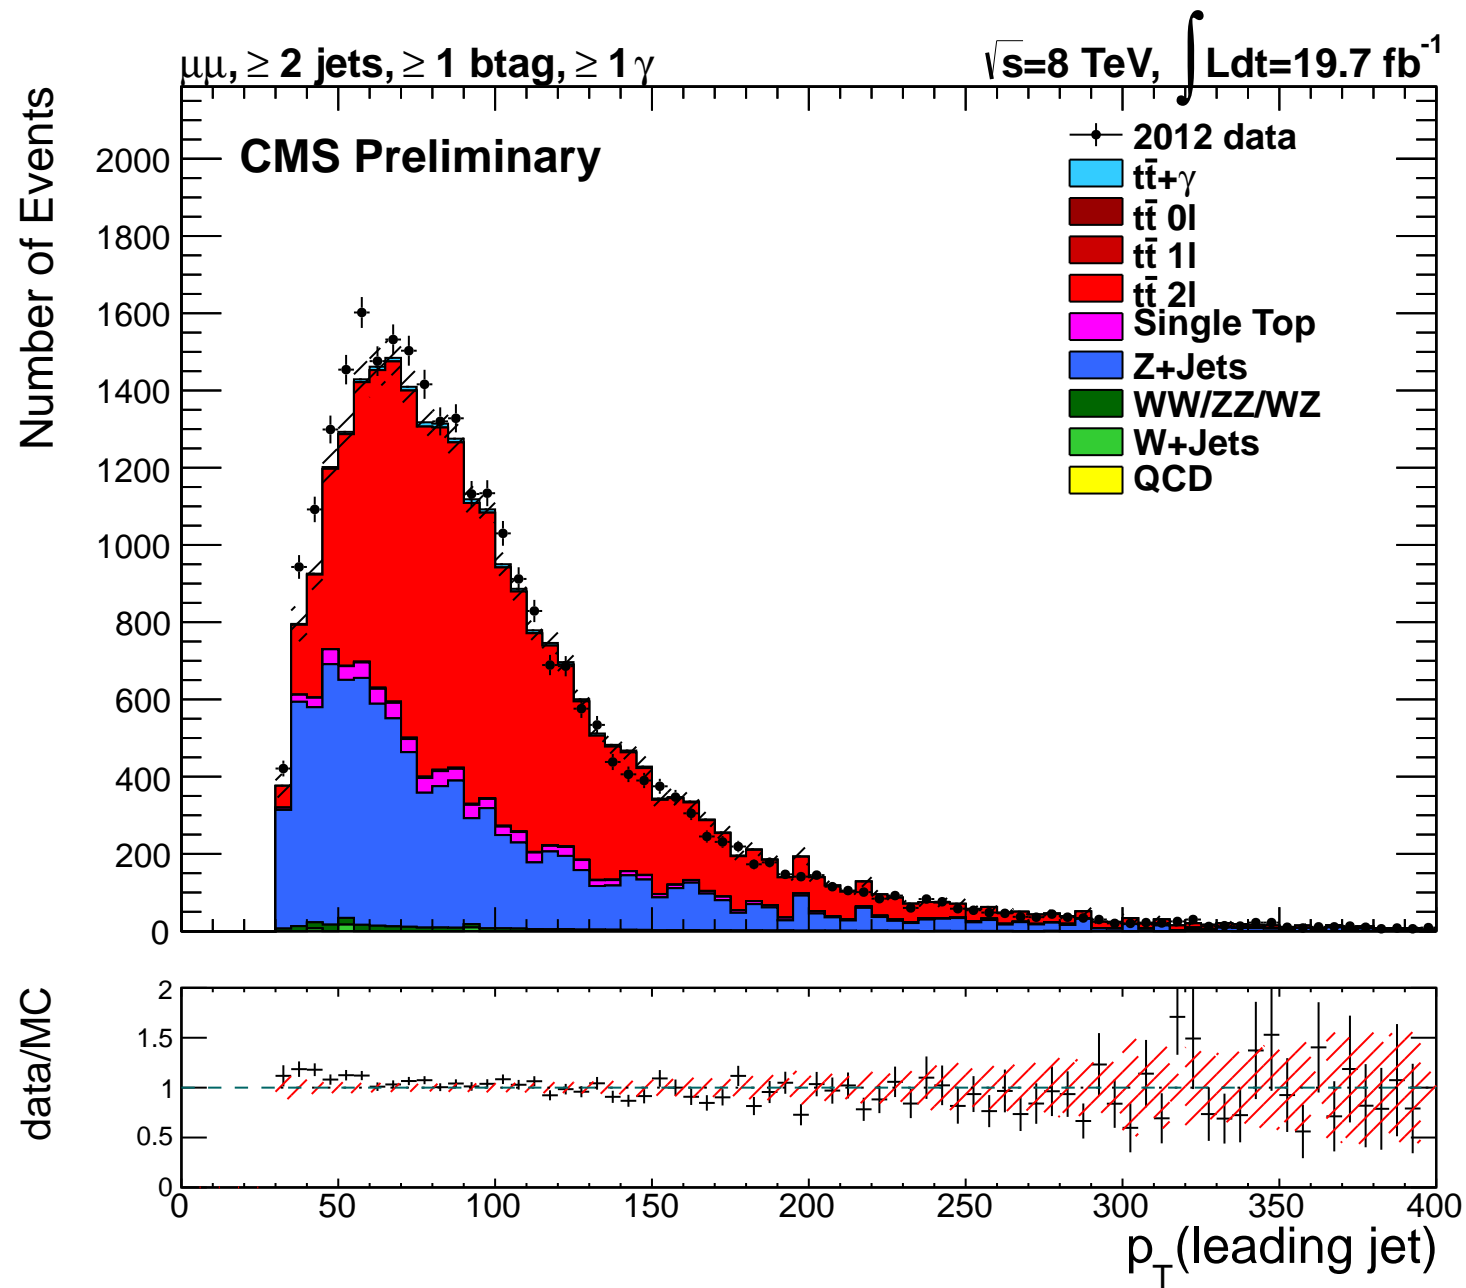 μμ, ≥ 2 jets, ≥ 1 btag, ≥ 1 γ
√s=8 TeV, ∫Ldt=19.7 fb⁻¹
CMS Preliminary
2012 data
tt̄+γ
tt̄ 0l
tt̄ 1l
tt̄ 2l
Single Top
Z+Jets
WW/ZZ/WZ
W+Jets
QCD
Number of Events
2000
1800
1600
1400
1200
1000
800
600
400
200
0
data/MC
2
1.5
1
0.5
0
0 50 100 150 200 250 300 350 400
p_T(leading jet)